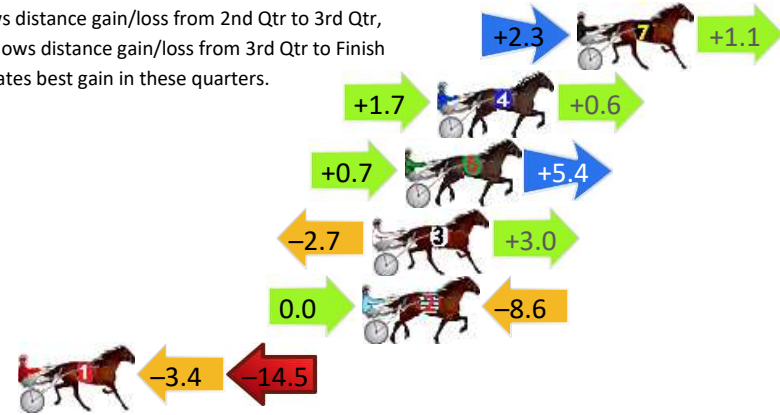 ws distance gain/loss from 2nd Qtr to 3rd Qtr,
ows distance gain/loss from 3rd Qtr to Finish
ates best gain in these quarters.
+2.3 7 +1.1
+1.7 4 +0.6
+0.7 +5.4
–2.7 3 +3.0
0.0 –8.6
1 –3.4 –14.5